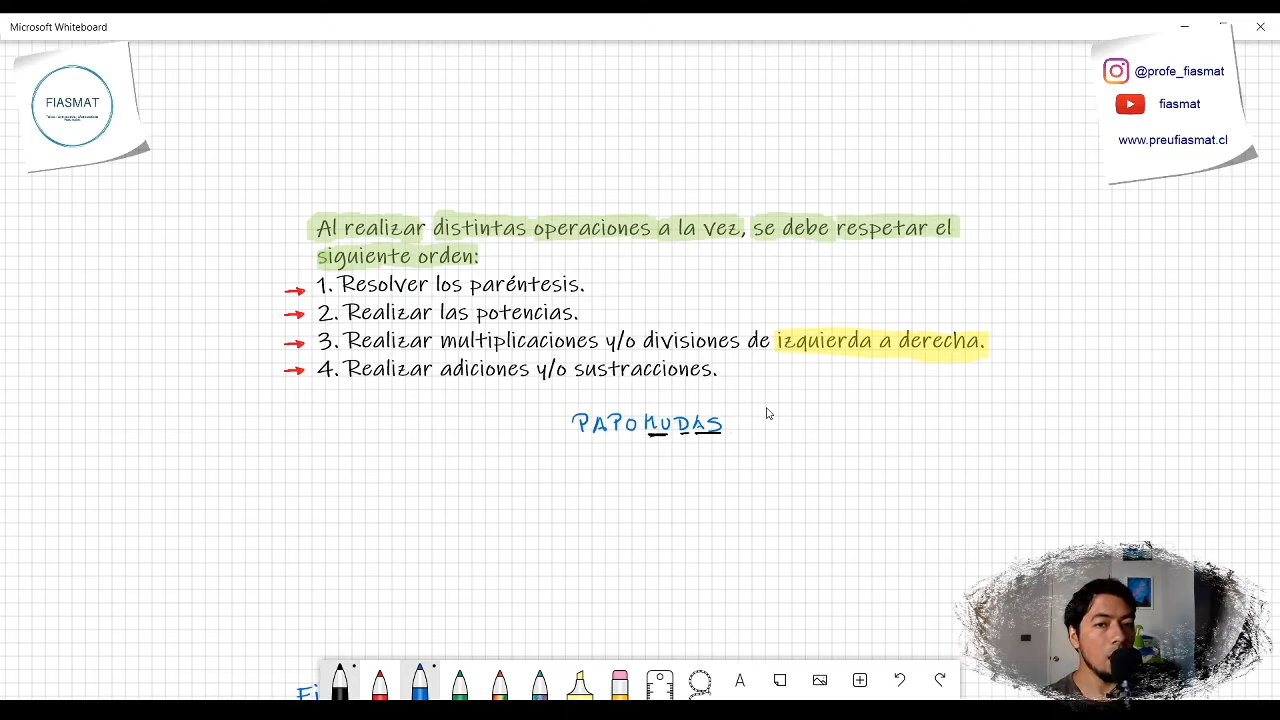 Microsoft Whiteboard
FIASMAT
@profe_fiasmat
fiasmat
www.preufiasmat.cl
Al realizar distintas operaciones a la vez, se debe respetar el
siguiente orden:
1. Resolver los paréntesis.
2. Realizar las potencias.
3. Realizar multiplicaciones y/o divisiones de izquierda a derecha.
4. Realizar adiciones y/o sustracciones.
PAPOMUDAS